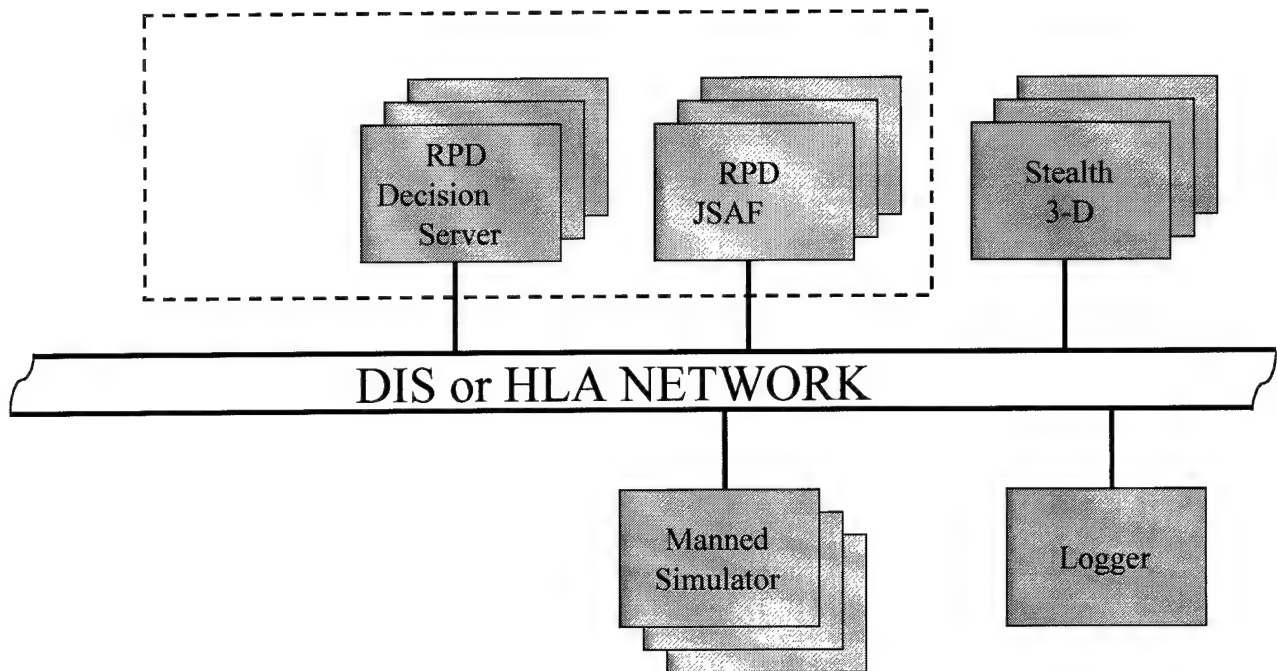 RPD
Decision
Server
RPD
JSAF
Stealth
3-D
DIS or HLA NETWORK
Manned
Simulator
Logger